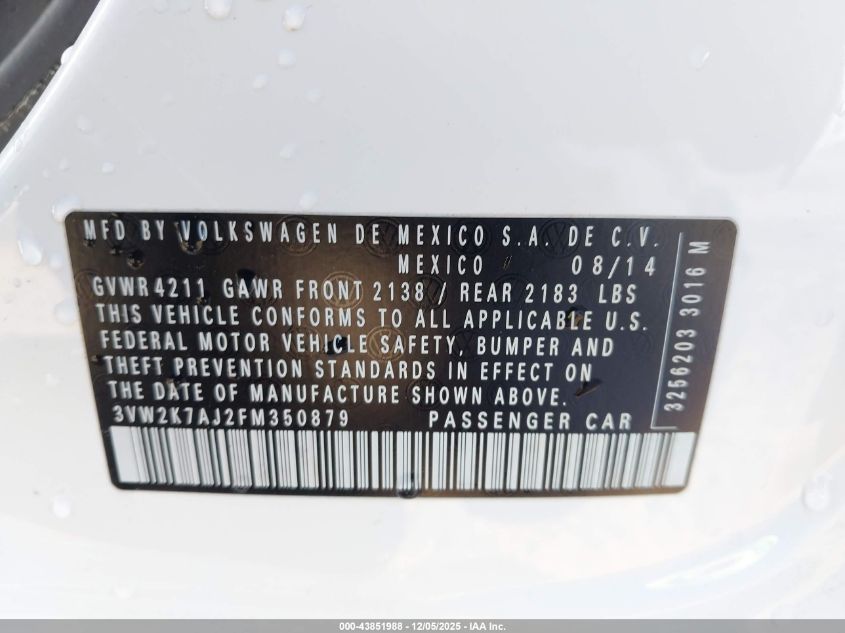 MFD BY VOLKSWAGEN DE MEXICO S.A. DE C.V.
MEXICO 08/14
GVWR 4211 GAWR FRONT 2138 / REAR 2183 LBS
THIS VEHICLE CONFORMS TO ALL APPLICABLE U.S.
FEDERAL MOTOR VEHICLE SAFETY, BUMPER AND
THEFT PREVENTION STANDARDS IN EFFECT ON
THE DATE OF MANUFACTURE SHOWN ABOVE.
3VW2K7AJ2FM350879 PASSENGER CAR
3256203 3016 M
000-43851988 - 12/05/2025 - IAA Inc.